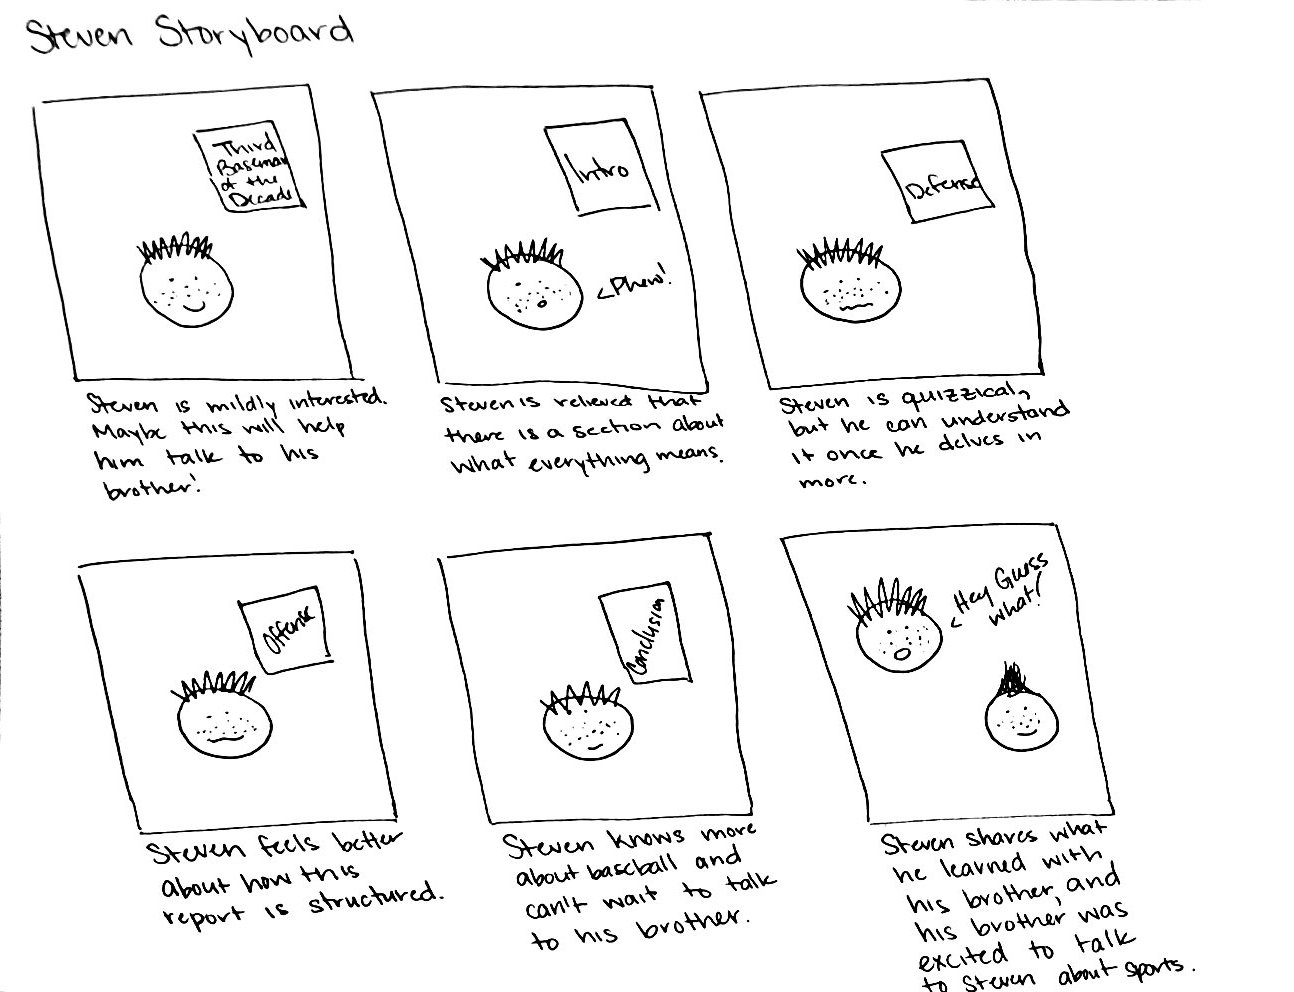 Steven Storyboard
Third
Baseman
of the
Decade
Steven is mildly interested.
Maybe this will help
him talk to his
brother!
Intro
<Phew!
Steven is relieved that
there is a section about
what everything means.
Defense
Steven is quizzical,
but he can understand
it once he delves in
more.
Offense
Steven feels better
about how this
report is structured.
Conclusion
Steven knows more
about baseball and
can't wait to talk
to his brother.
<Hey Guess
what!
Steven shares what
he learned with
his brother, and
his brother was
excited to talk
to Steven about sports.